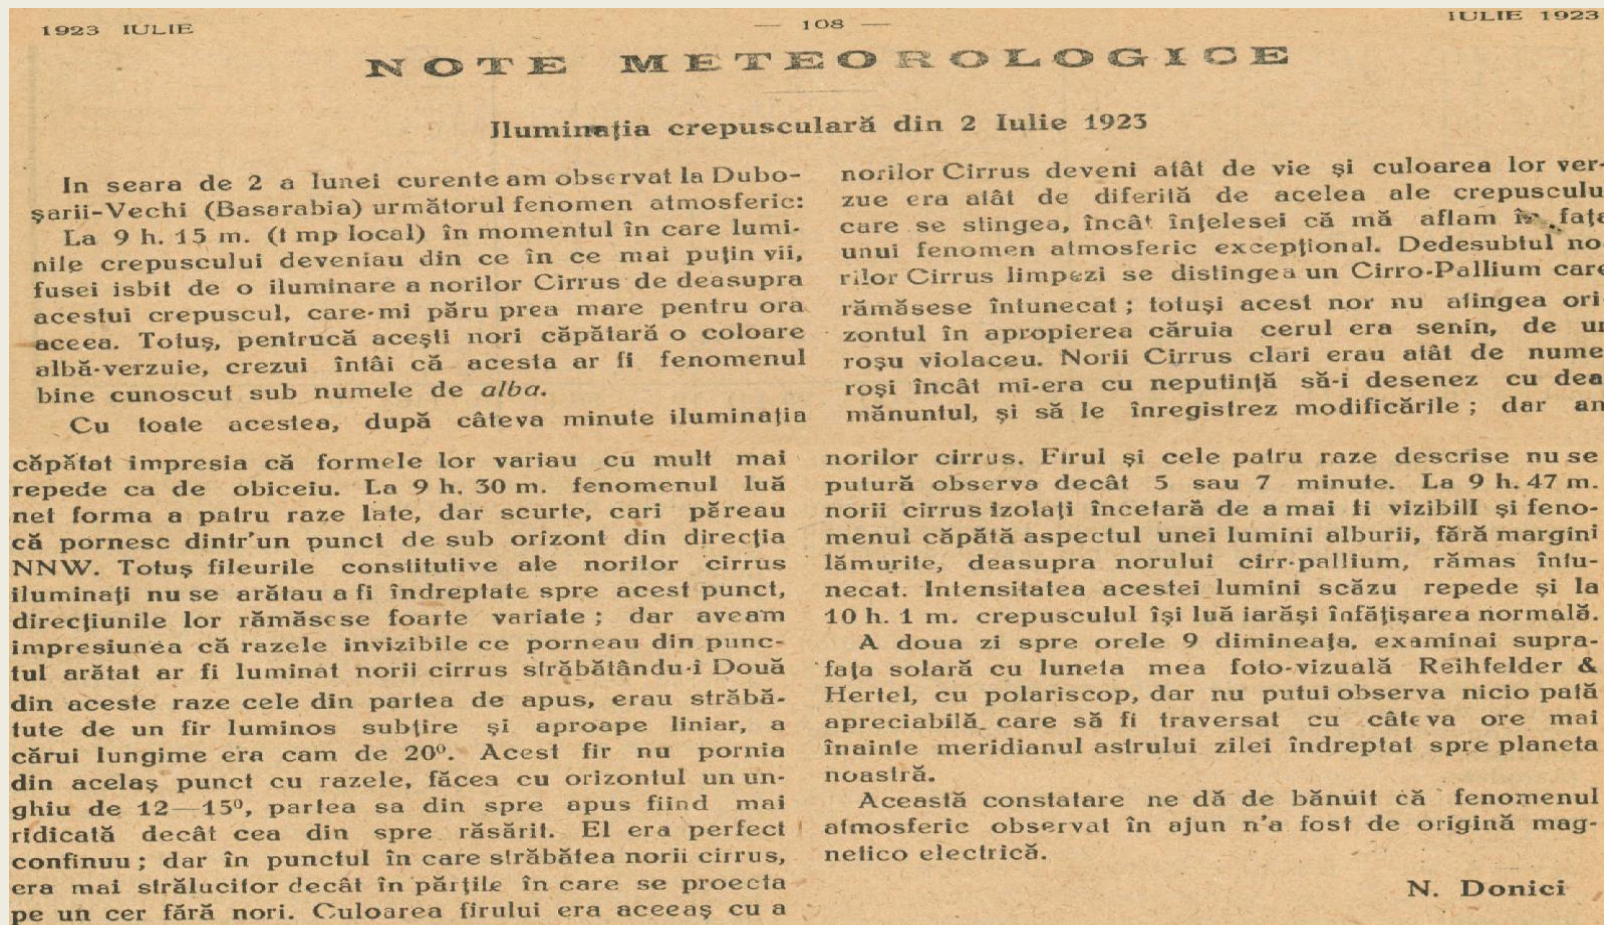 1923 IULIE
— 108 —
IULIE 1923
NOTE METEOROLOGICE
Iluminația crepusculară din 2 Iulie 1923
In seara de 2 a lunei curente am observat la Dubo-
șarii-Vechi (Basarabia) următorul fenomen atmosferic:
La 9 h. 15 m. (t mp local) în momentul în care lumi-
nile crepuscului deveniau din ce în ce mai puțin vii,
fusei isbit de o iluminare a norilor Cirrus de deasupra
acestui crepuscul, care-mi păru prea mare pentru ora
aceea. Totuș, pentrucă acești nori căpătară o coloare
albă-verzuie, crezui întâi că acesta ar fi fenomenul
bine cunoscut sub numele de alba.
Cu toate acestea, după câteva minute iluminația
norilor Cirrus deveni atât de vie și culoarea lor ver-
zue era atât de diferită de acelea ale crepusculu
care se stingea, încât înțelesei că mă aflam în fața
unui fenomen atmosferic excepțional. Dedesubtul no
rilor Cirrus limpezi se distingea un Cirro-Pallium care
rămăsese întunecat; totuși acest nor nu atingea ori
zontul în apropierea căruia cerul era senin, de un
roșu violaceu. Norii Cirrus clari erau atât de nume
roși încât mi-era cu neputință să-i desenez cu dea
mănuntul, și să le înregistrez modificările; dar am
căpătat impresia că formele lor variau cu mult mai
repede ca de obiceiu. La 9 h. 30 m. fenomenul luă
net forma a patru raze late, dar scurte, cari păreau
că pornesc dintr'un punct de sub orizont din direcția
NNW. Totuș fileurile constitutive ale norilor cirrus
iluminați nu se arătau a fi îndreptate spre acest punct,
direcțiunile lor rămăsese foarte variate; dar aveam
impresiunea că razele invizibile ce porneau din punc-
tul arătat ar fi luminat norii cirrus străbătându-i Două
din aceste raze cele din partea de apus, erau străbă-
tute de un fir luminos subțire și aproape liniar, a
cărui lungime era cam de 20⁰. Acest fir nu pornia
din acelaș punct cu razele, făcea cu orizontul un un-
ghiu de 12—15⁰, partea sa din spre apus fiind mai
ridicată decât cea din spre răsărit. El era perfect
continuu; dar în punctul în care străbătea norii cirrus,
era mai strălucitor decât în părțile în care se proecta
pe un cer fără nori. Culoarea firului era aceeaș cu a
norilor cirrus. Firul și cele patru raze descrise nu se
putură observa decât 5 sau 7 minute. La 9 h. 47 m.
norii cirrus izolați încetară de a mai fi vizibili și feno-
menul căpătă aspectul unei lumini alburii, fără margini
lămurite, deasupra norului cirr-pallium, rămas întu-
necat. Intensitatea acestei lumini scăzu repede și la
10 h. 1 m. crepusculul își luă iarăși înfățișarea normală.
A doua zi spre orele 9 dimineața, examinai supra-
fața solară cu luneta mea foto-vizuală Reihfelder &
Hertel, cu polariscop, dar nu putui observa nicio pată
apreciabilă care să fi traversat cu câteva ore mai
înainte meridianul astrului zilei îndreptat spre planeta
noastră.
Această constatare ne dă de bănuit că fenomenul
atmosferic observat în ajun n'a fost de origină mag-
netico electrică.
N. Donici